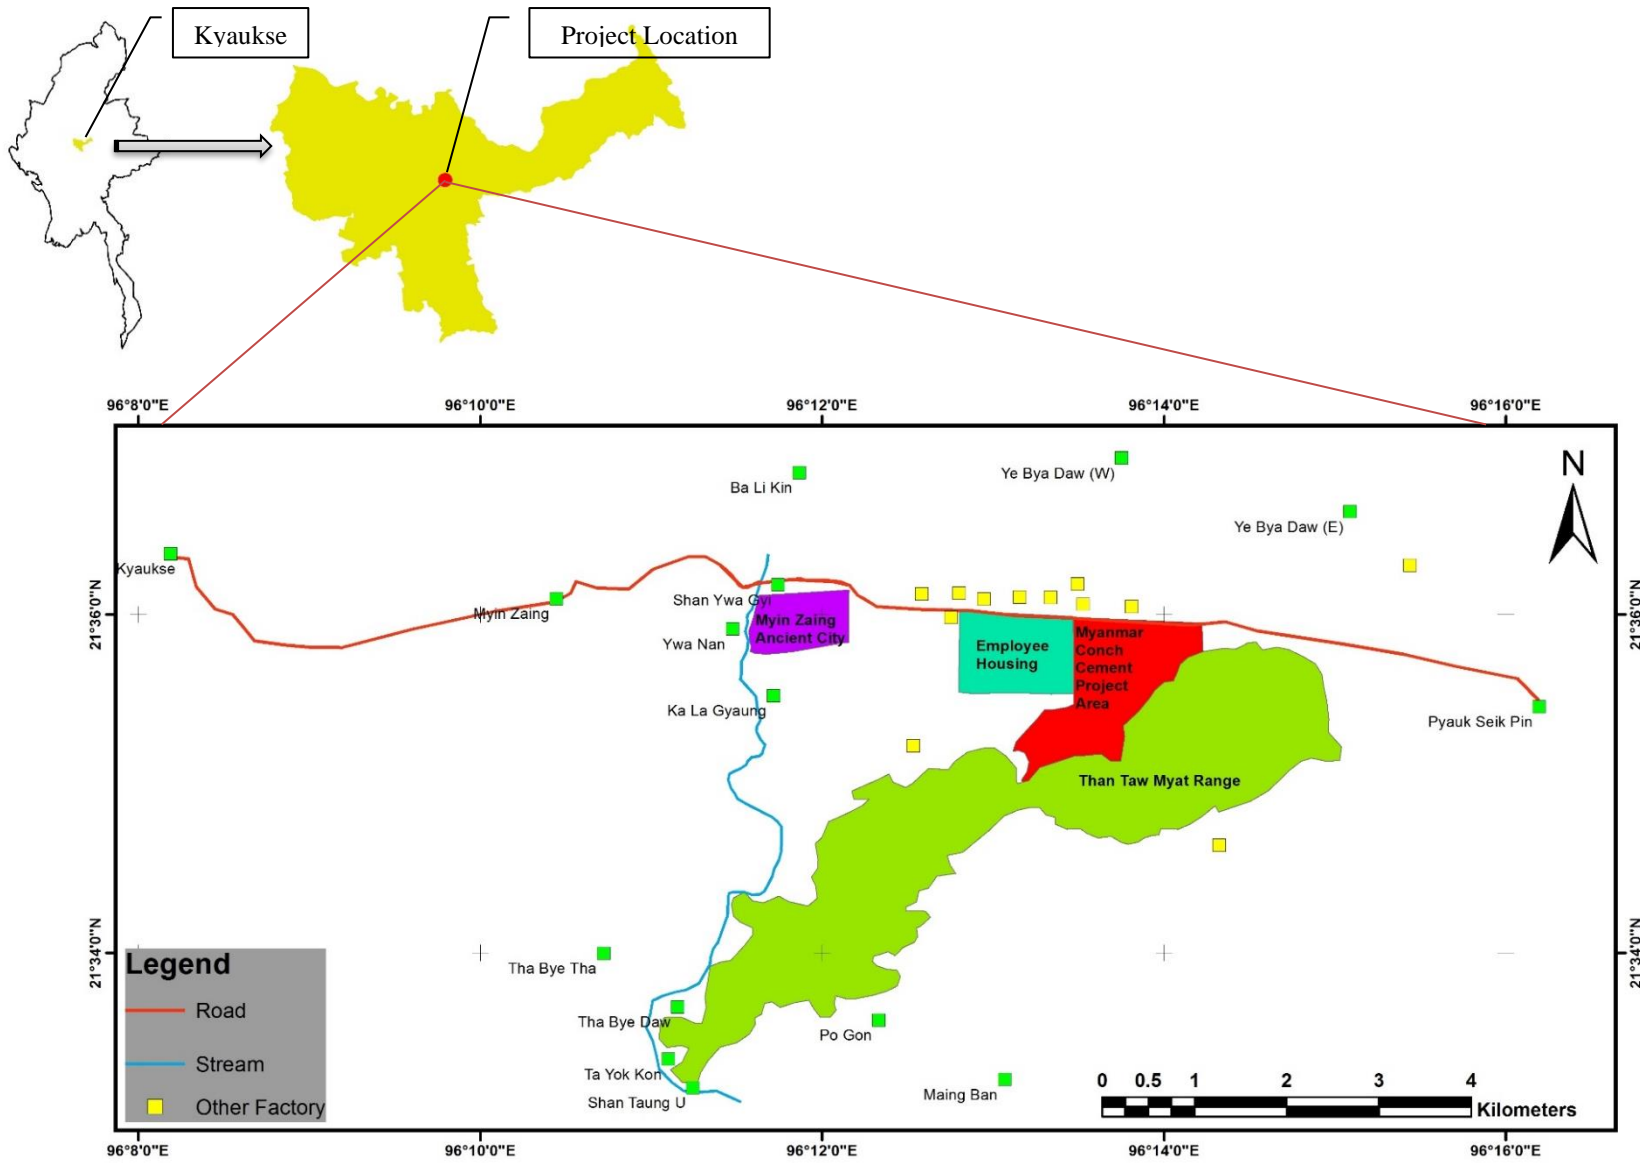 Kyaukse
Project Location
96°8'0"E
96°10'0"E
96°12'0"E
96°14'0"E
96°16'0"E
N
Ba Li Kin
Ye Bya Daw (W)
Ye Bya Daw (E)
Kyaukse
21°36'0"N
21°36'0"N
Myin Zaing
Shan Ywa Gyi
Myin Zaing
Ancient City
Ywa Nan
Employee
Housing
Myanmar
Conch
Cement
Project
Area
Ka La Gyaung
Pyauk Seik Pin
Than Taw Myat Range
21°34'0"N
21°34'0"N
Tha Bye Tha
Tha Bye Daw
Po Gon
Ta Yok Kon
Shan Taung U
Maing Ban
Legend
Road
Stream
Other Factory
0 0.5 1 2 3 4
Kilometers
96°8'0"E
96°10'0"E
96°12'0"E
96°14'0"E
96°16'0"E